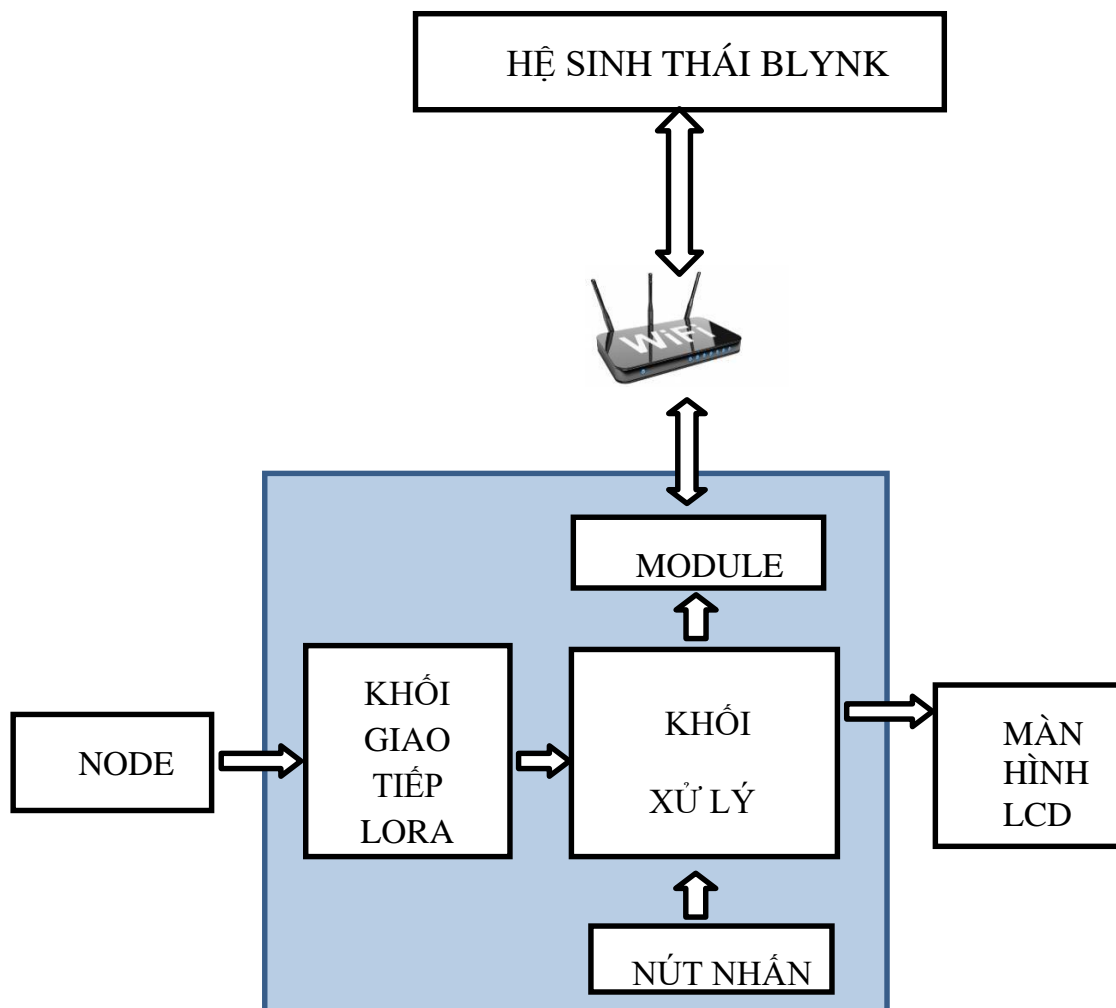 HỆ SINH THÁI BLYNK
WiFi
MODULE
KHỐI
GIAO
TIẾP
LORA
KHỐI
XỬ LÝ
NODE
MÀN
HÌNH
LCD
NÚT NHẤN